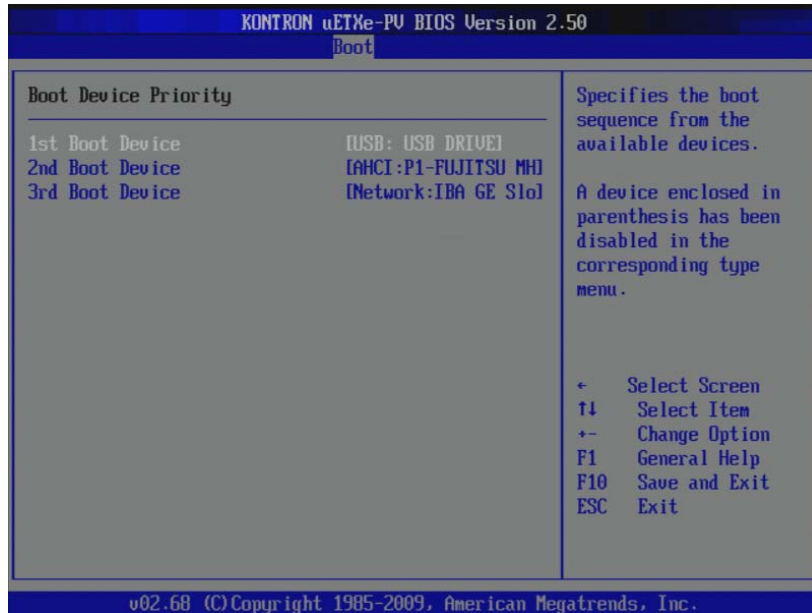 KONTRON uETXe-PV BIOS Version 2.50
Boot
Boot Device Priority
1st Boot Device [USB: USB DRIVE]
2nd Boot Device [AHCI:P1-FUJITSU MH]
3rd Boot Device [Network:IBA GE Slo]
Specifies the boot
sequence from the
available devices.
A device enclosed in
parenthesis has been
disabled in the
corresponding type
menu.
← Select Screen
↑↓ Select Item
+- Change Option
F1 General Help
F10 Save and Exit
ESC Exit
v02.68 (C)Copyright 1985-2009, American Megatrends, Inc.